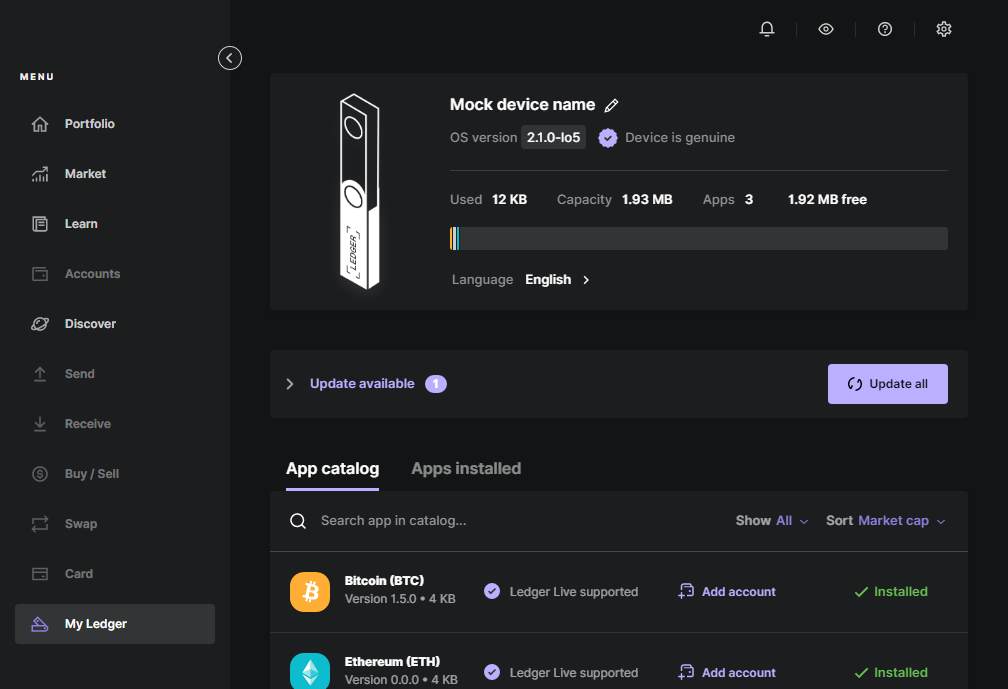 MENU
Portfolio
Market
Learn
Accounts
Discover
Send
Receive
Buy / Sell
Swap
Card
My Ledger
LEDGER
Mock device name
OS version 2.1.0-lo5 Device is genuine
Used 12 KB Capacity 1.93 MB Apps 3 1.92 MB free
Language English
Update available 1 Update all
App catalog Apps installed
Search app in catalog... Show All Sort Market cap
Bitcoin (BTC)
Version 1.5.0 • 4 KB Ledger Live supported Add account Installed
Ethereum (ETH)
Version 0.0.0 • 4 KB Ledger Live supported Add account Installed